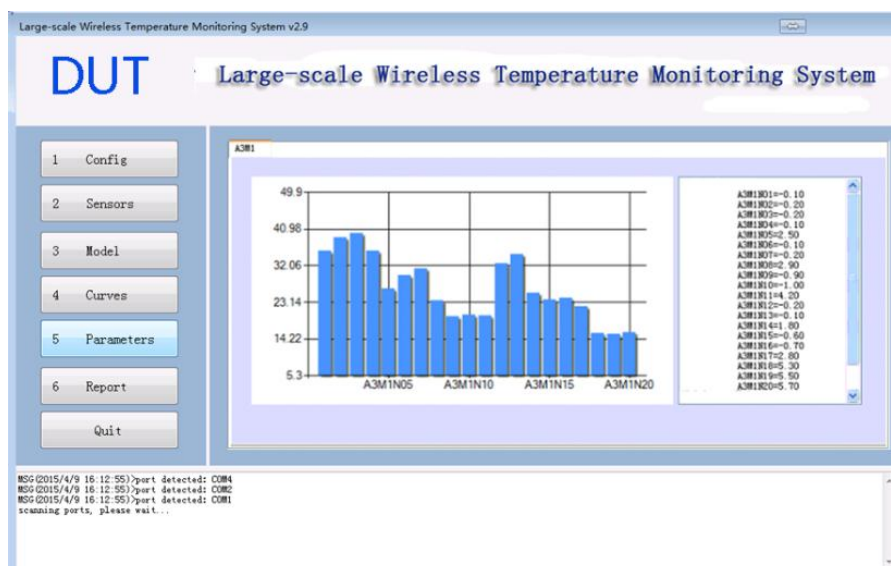 Large-scale Wireless Temperature Monitoring System v2.9
DUT
Large-scale Wireless Temperature Monitoring System
1 Config
2 Sensors
3 Model
4 Curves
5 Parameters
6 Report
Quit
A3M1
49.9
40.98
32.06
23.14
14.22
5.3
A3M1N05 A3M1N10 A3M1N15 A3M1N20
A3M1N01=-0.10
A3M1N02=-0.20
A3M1N03=-0.20
A3M1N04=-0.10
A3M1N05=2.50
A3M1N06=-0.10
A3M1N07=-0.20
A3M1N08=2.90
A3M1N09=-0.90
A3M1N10=-1.00
A3M1N11=4.20
A3M1N12=-0.20
A3M1N13=-0.10
A3M1N14=1.80
A3M1N15=-0.60
A3M1N16=-0.70
A3M1N17=2.80
A3M1N18=5.30
A3M1N19=5.50
A3M1N20=5.70
MSG(2015/4/9 16:12:55)>port detected: COM4
MSG(2015/4/9 16:12:55)>port detected: COM2
MSG(2015/4/9 16:12:55)>port detected: COM1
scanning ports, please wait...